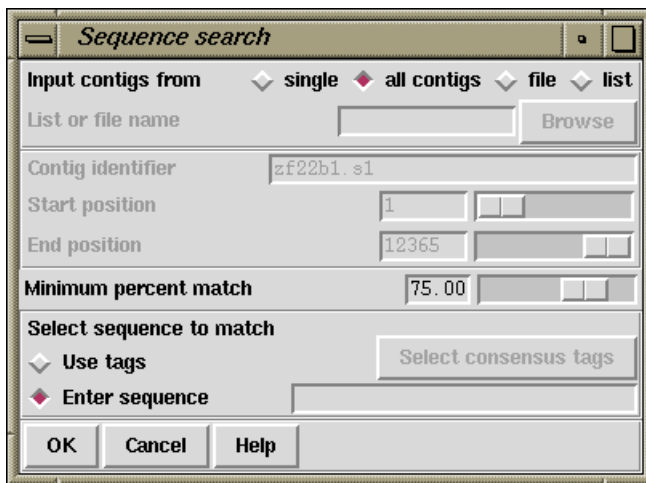 Sequence search
Input contigs from single all contigs file list
List or file name Browse
Contig identifier zf22b1.s1
Start position 1
End position 12365
Minimum percent match 75.00
Select sequence to match
Use tags Select consensus tags
Enter sequence
OK Cancel Help